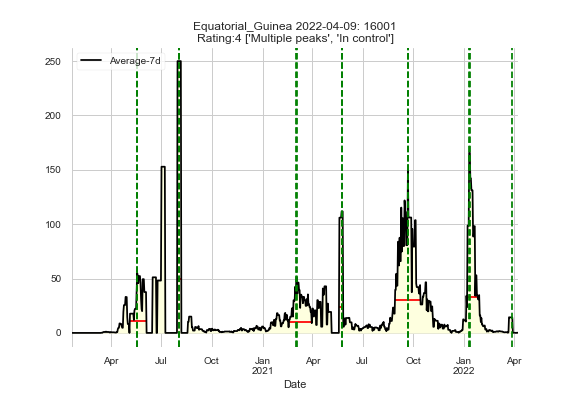 Equatorial_Guinea 2022-04-09: 16001
Rating:4 ['Multiple peaks', 'In control']
Average-7d
250
200
150
100
50
0
Apr Jul Oct Jan Apr Jul Oct Jan Apr
2021 2022
Date